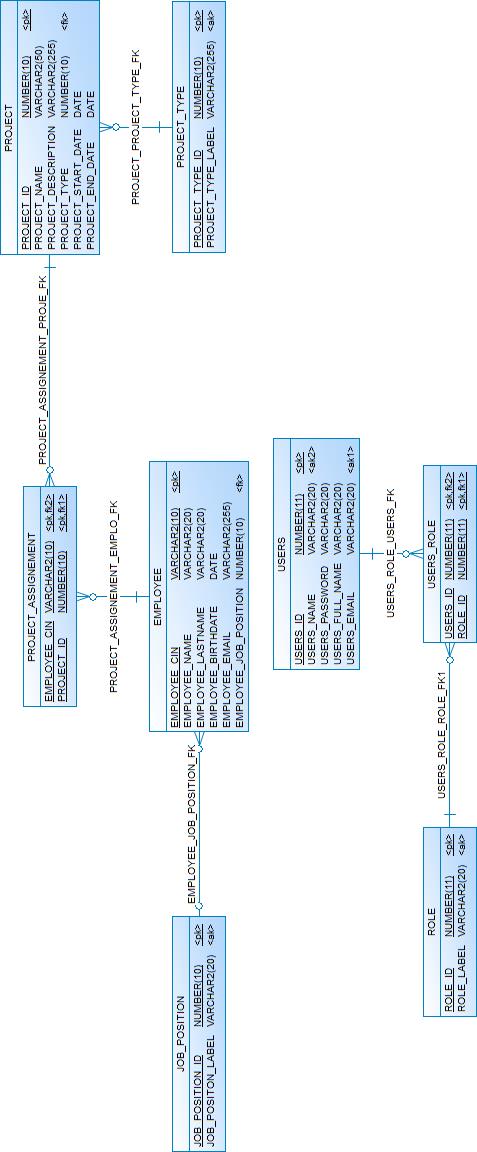 PROJECT
PROJECT_ID NUMBER(10) <pk>
PROJECT_NAME VARCHAR2(50)
PROJECT_DESCRIPTION VARCHAR2(255)
PROJECT_TYPE NUMBER(10) <fk>
PROJECT_START_DATE DATE
PROJECT_END_DATE DATE
PROJECT_PROJECT_TYPE_FK
PROJECT_TYPE
PROJECT_TYPE_ID NUMBER(10) <pk>
PROJECT_TYPE_LABEL VARCHAR2(255) <ak>
PROJECT_ASSIGNEMENT_PROJE_FK
PROJECT_ASSIGNEMENT
EMPLOYEE_CIN VARCHAR2(10) <pk,fk2>
PROJECT_ID NUMBER(10) <pk,fk1>
PROJECT_ASSIGNEMENT_EMPLO_FK
EMPLOYEE
EMPLOYEE_CIN VARCHAR2(10) <pk>
EMPLOYEE_NAME VARCHAR2(20)
EMPLOYEE_LASTNAME VARCHAR2(20)
EMPLOYEE_BIRTHDATE DATE
EMPLOYEE_EMAIL VARCHAR2(255)
EMPLOYEE_JOB_POSITION NUMBER(10) <fk>
EMPLOYEE_JOB_POSITION_FK
JOB_POSITION
JOB_POSITION_ID NUMBER(10) <pk>
JOB_POSITON_LABEL VARCHAR2(20) <ak>
USERS
USERS_ID NUMBER(11) <pk>
USERS_NAME VARCHAR2(20) <ak2>
USERS_PASSWORD VARCHAR2(20)
USERS_FULL_NAME VARCHAR2(20)
USERS_EMAIL VARCHAR2(20) <ak1>
USERS_ROLE_USERS_FK
USERS_ROLE
USERS_ID NUMBER(11) <pk,fk2>
ROLE_ID NUMBER(11) <pk,fk1>
USERS_ROLE_ROLE_FK1
ROLE
ROLE_ID NUMBER(11) <pk>
ROLE_LABEL VARCHAR2(20) <ak>